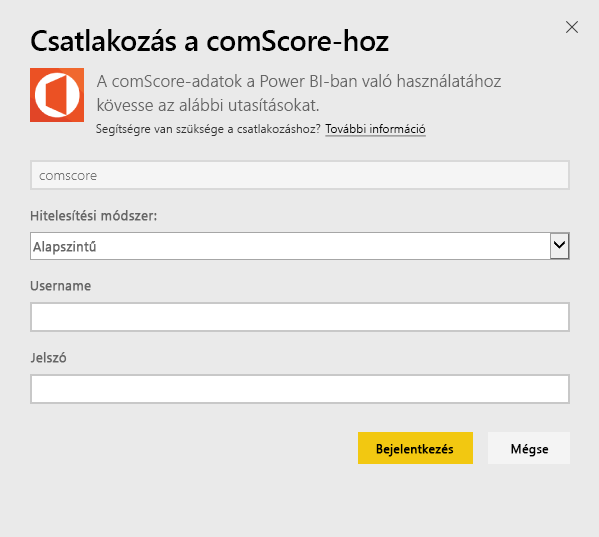 Csatlakozás a comScore-hoz
A comScore-adatok a Power BI-ban való használatához
kövesse az alábbi utasításokat.
Segítségre van szüksége a csatlakozáshoz? További információ
comscore
Hitelesítési módszer:
Alapszintű
Username
Jelszó
Bejelentkezés Mégse